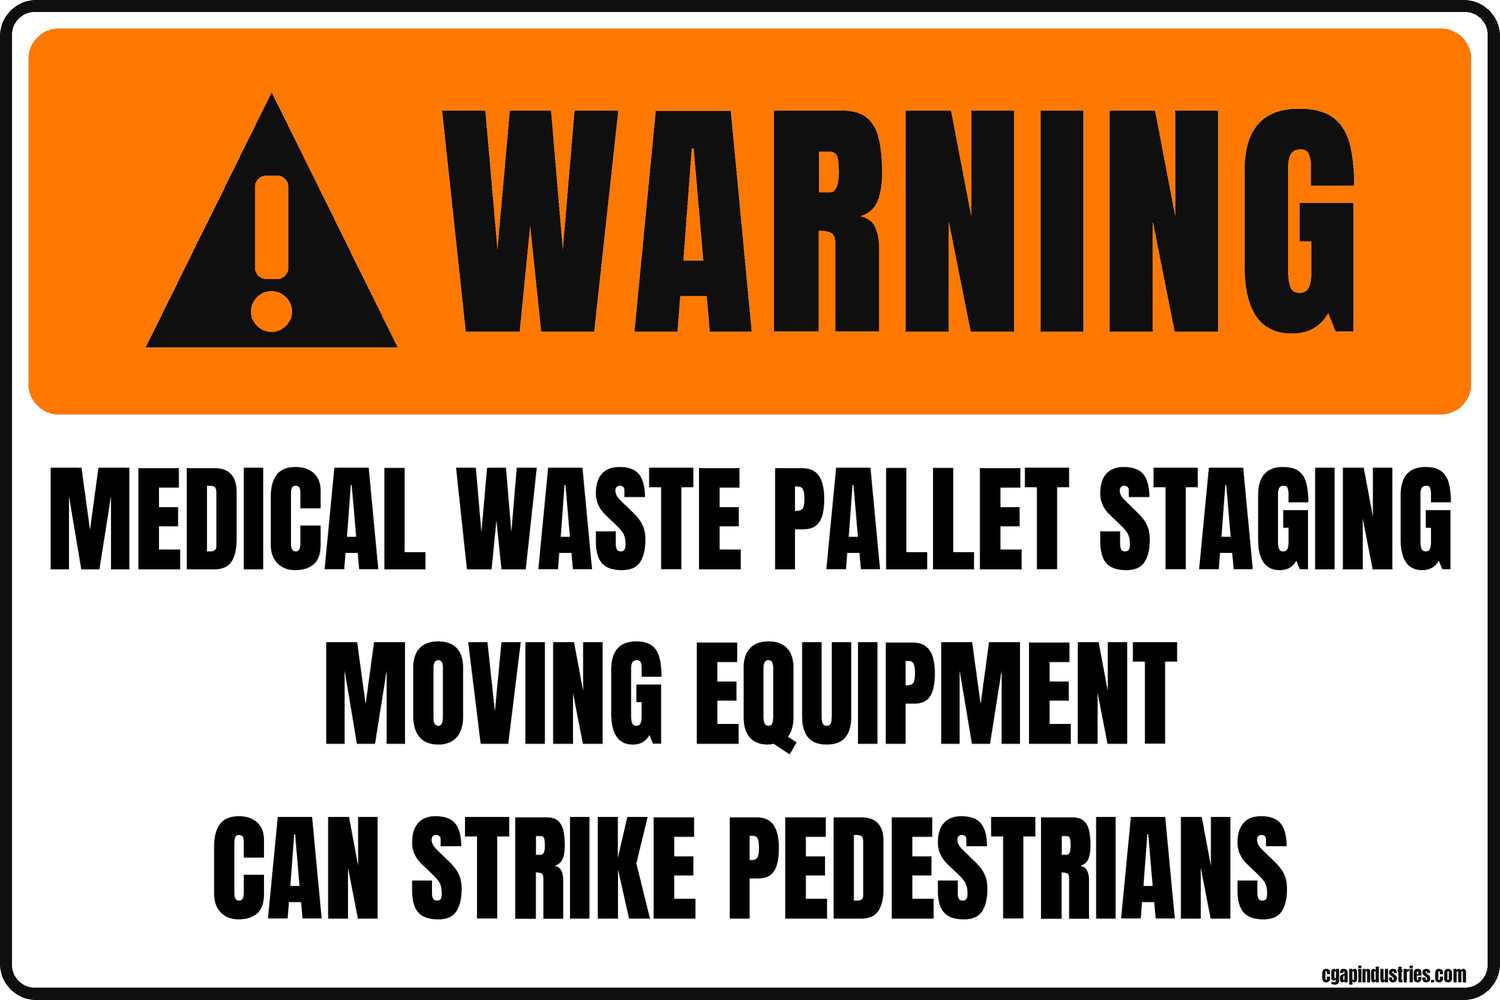 WARNING
MEDICAL WASTE PALLET STAGING
MOVING EQUIPMENT
CAN STRIKE PEDESTRIANS
cgapindustries.com